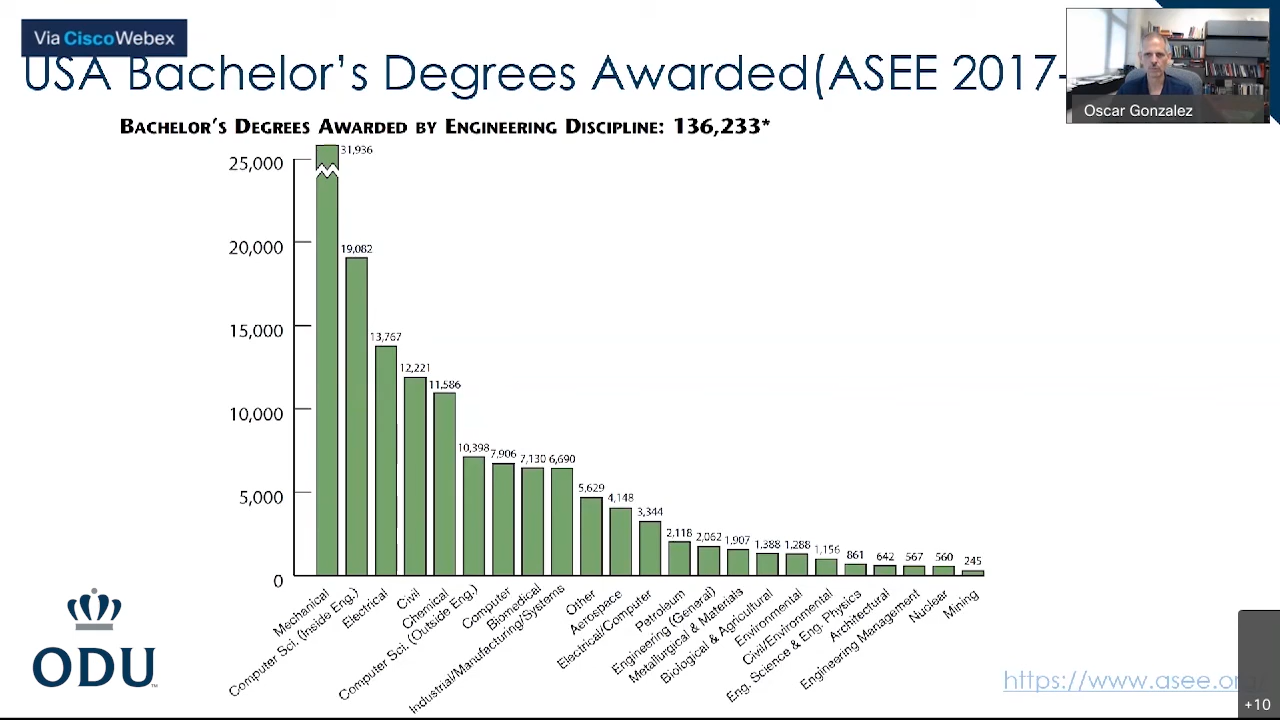 Via Cisco Webex
USA Bachelor's Degrees Awarded(ASEE 2017-
Oscar Gonzalez
BACHELOR'S DEGREES AWARDED BY ENGINEERING DISCIPLINE: 136,233*
25,000
20,000
15,000
10,000
5,000
0
31,936
19,082
13,767
12,221
11,586
10,398
7,906
7,130
6,690
5,629
4,148
3,344
2,118
2,062
1,907
1,388
1,288
1,156
861
642
567
560
245
Mechanical
Computer Sci. (Inside Eng.)
Electrical
Civil
Chemical
Computer Sci. (Outside Eng.)
Computer
Biomedical
Industrial/Manufacturing/Systems
Other
Aerospace
Electrical/Computer
Petroleum
Engineering (General)
Metallurgical & Materials
Biological & Agricultural
Environmental
Civil/Environmental
Eng. Science & Eng. Physics
Architectural
Engineering Management
Nuclear
Mining
ODU
https://www.asee.org/
+10